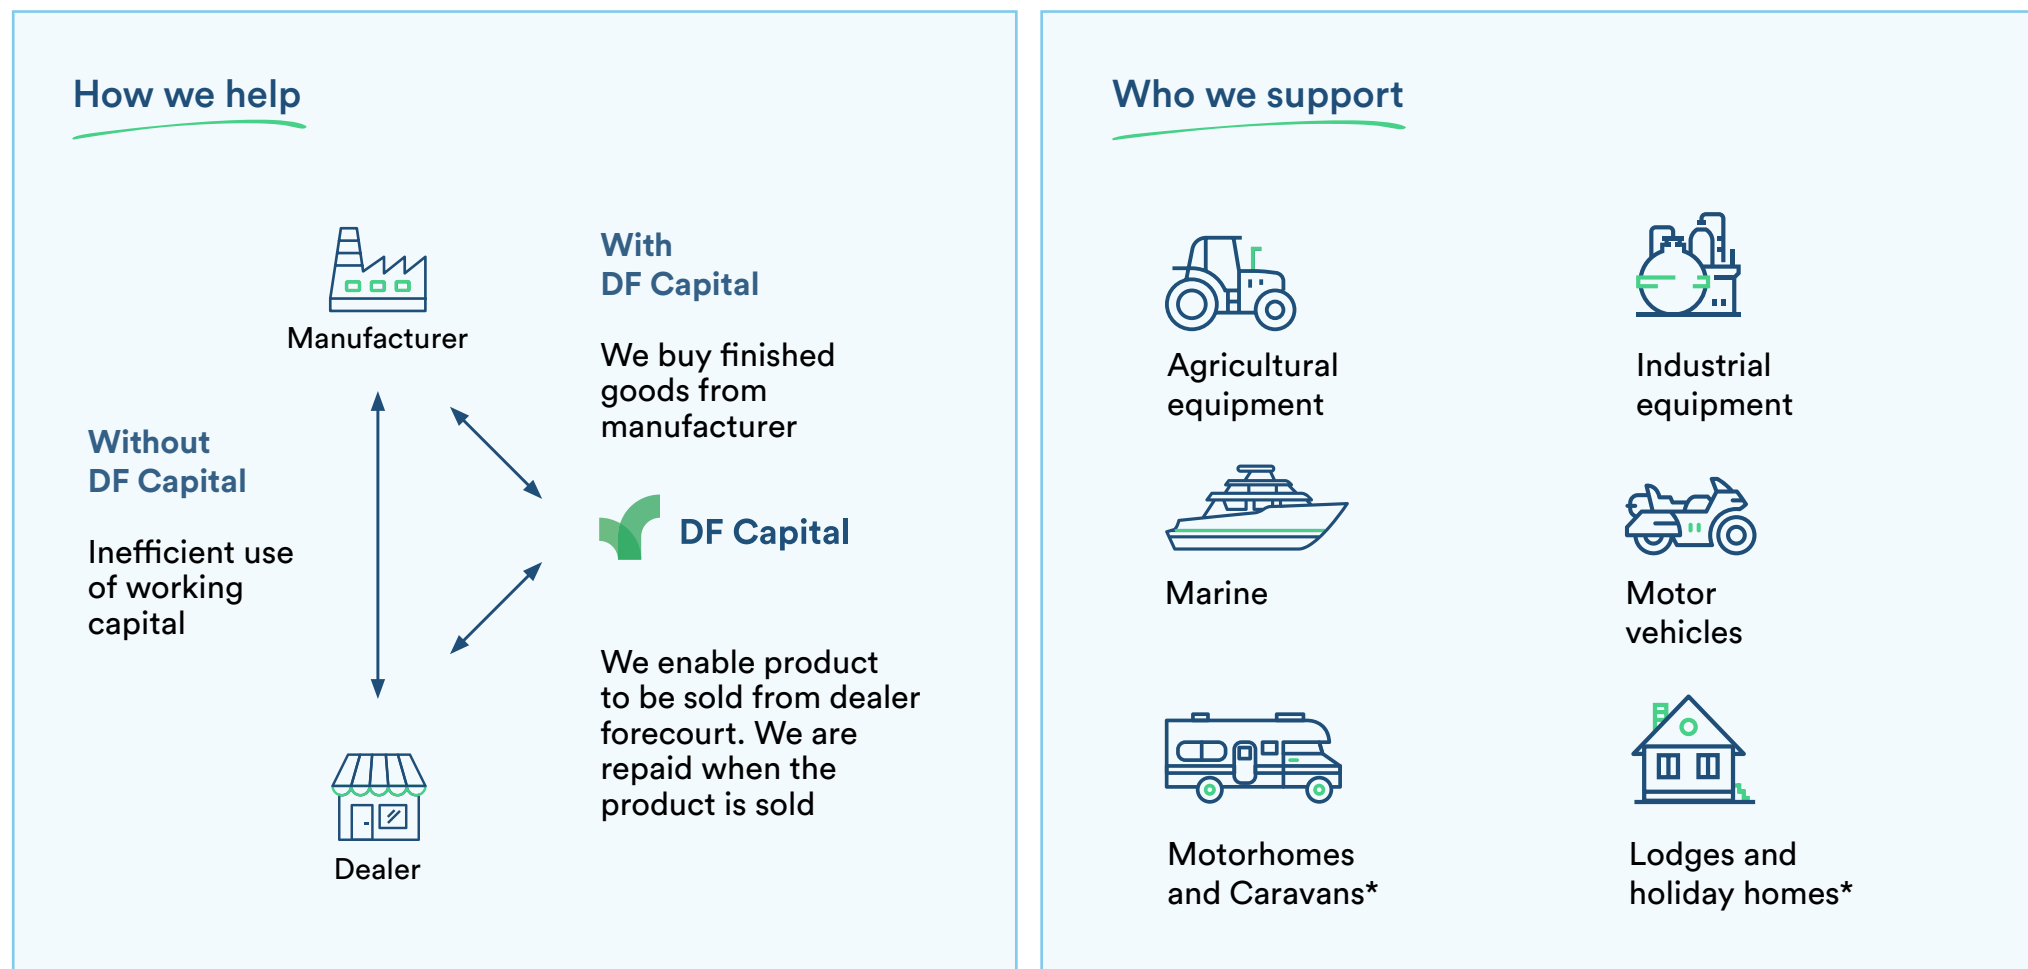 How we help
Manufacturer
With
DF Capital
We buy finished
goods from
manufacturer
Without
DF Capital
Inefficient use
of working
capital
DF Capital
We enable product
to be sold from dealer
forecourt. We are
repaid when the
product is sold
Dealer
Who we support
Agricultural
equipment
Industrial
equipment
Marine
Motor
vehicles
Motorhomes
and Caravans*
Lodges and
holiday homes*